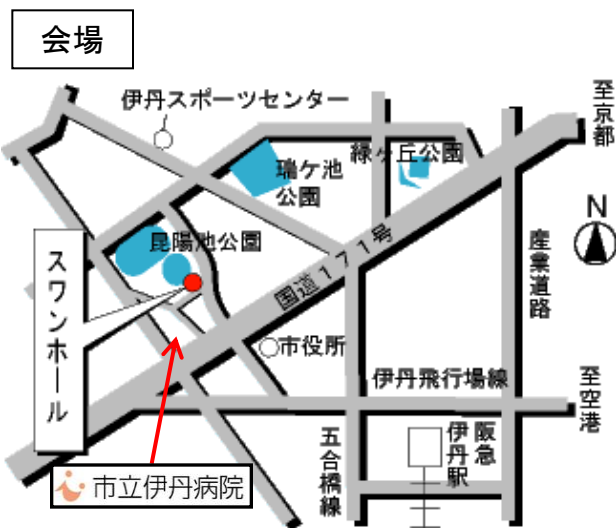 会場
伊丹スポーツセンター
至京都
緑ヶ丘公園
瑞ケ池
公園
N
昆陽池公園
産業道路
スワンホール
国道171号
市役所
伊丹飛行場線
至空港
五合橋線
阪急
伊丹駅
市立伊丹病院